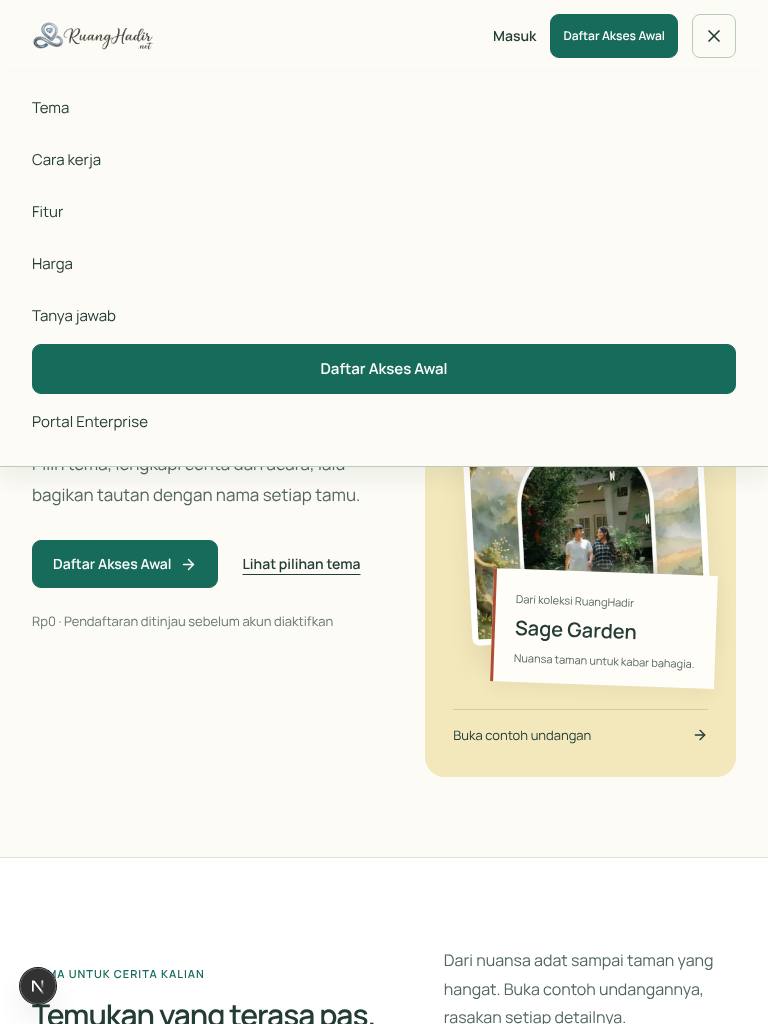 RuangHadir
.net
Masuk
Daftar Akses Awal
Tema
Cara kerja
Fitur
Harga
Tanya jawab
Daftar Akses Awal
Portal Enterprise
bagikan tautan dengan nama setiap tamu.
Daftar Akses Awal
Lihat pilihan tema
Rp0 · Pendaftaran ditinjau sebelum akun diaktifkan
N
N
Dari koleksi RuangHadir
Sage Garden
Nuansa taman untuk kabar bahagia.
Buka contoh undangan
UNTUK CERITA KALIAN
Temukan yang terasa pas.
Dari nuansa adat sampai taman yang
hangat. Buka contoh undangannya,
rasakan setiap detailnya.
N